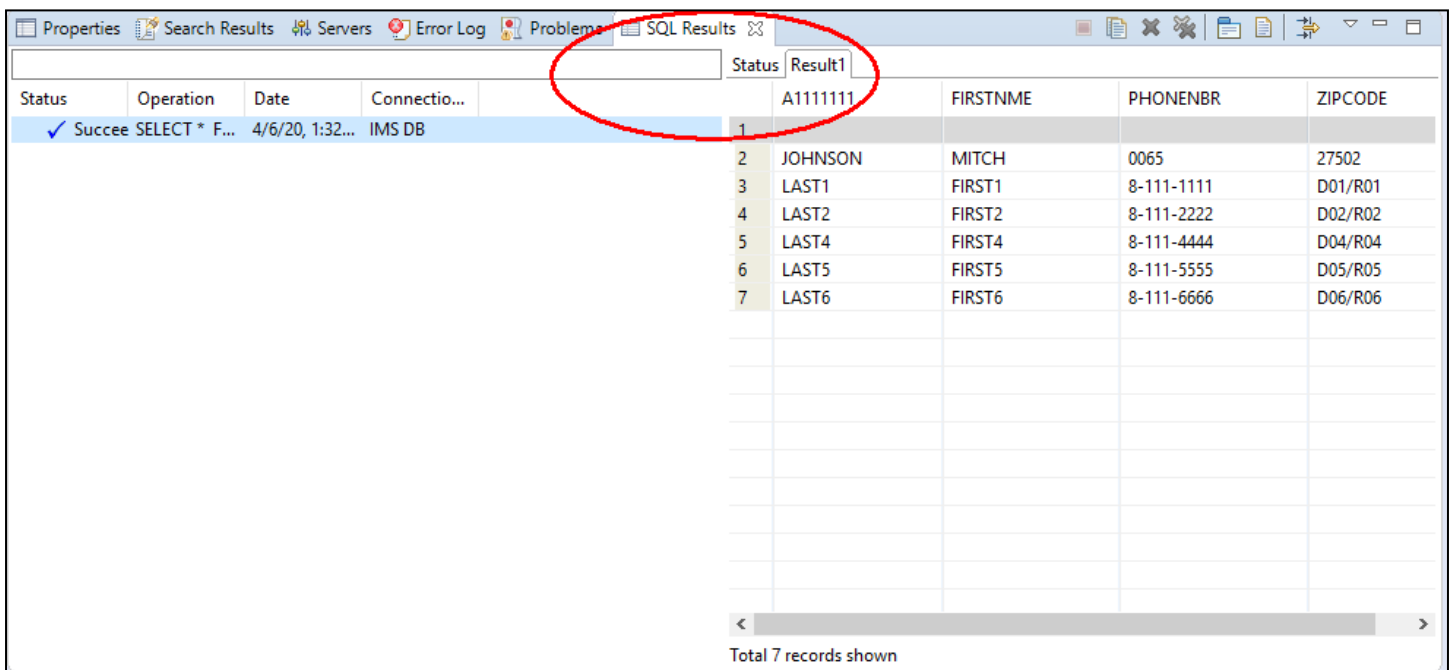 Properties Search Results Servers Error Log Problems SQL Results
Status Result1
Status Operation Date Connectio...
Succee SELECT * F... 4/6/20, 1:32... IMS DB
A1111111 FIRSTNME PHONENBR ZIPCODE
1
2 JOHNSON MITCH 0065 27502
3 LAST1 FIRST1 8-111-1111 D01/R01
4 LAST2 FIRST2 8-111-2222 D02/R02
5 LAST4 FIRST4 8-111-4444 D04/R04
6 LAST5 FIRST5 8-111-5555 D05/R05
7 LAST6 FIRST6 8-111-6666 D06/R06
Total 7 records shown